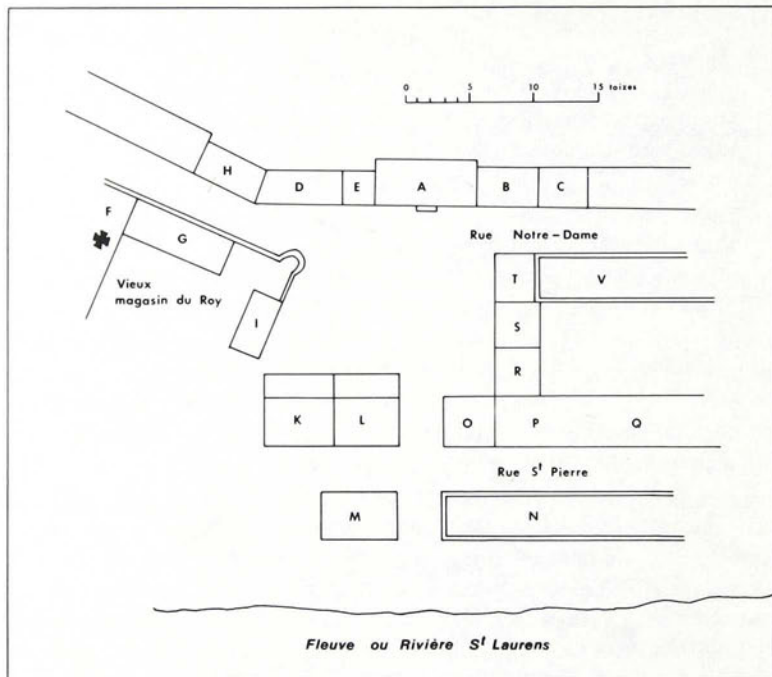 0 5 10 15 toizes
H D E A B C
F
G
Rue Notre-Dame
Vieux
magasin du Roy
T V
I
S
R
K L O P Q
Rue St Pierre
M N
Fleuve ou Rivière St Laurens